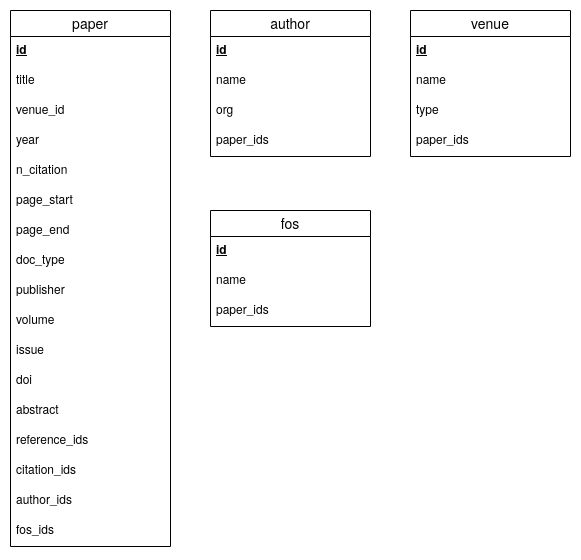 paper
id
title
venue_id
year
n_citation
page_start
page_end
doc_type
publisher
volume
issue
doi
abstract
reference_ids
citation_ids
author_ids
fos_ids
author
id
name
org
paper_ids
venue
id
name
type
paper_ids
fos
id
name
paper_ids